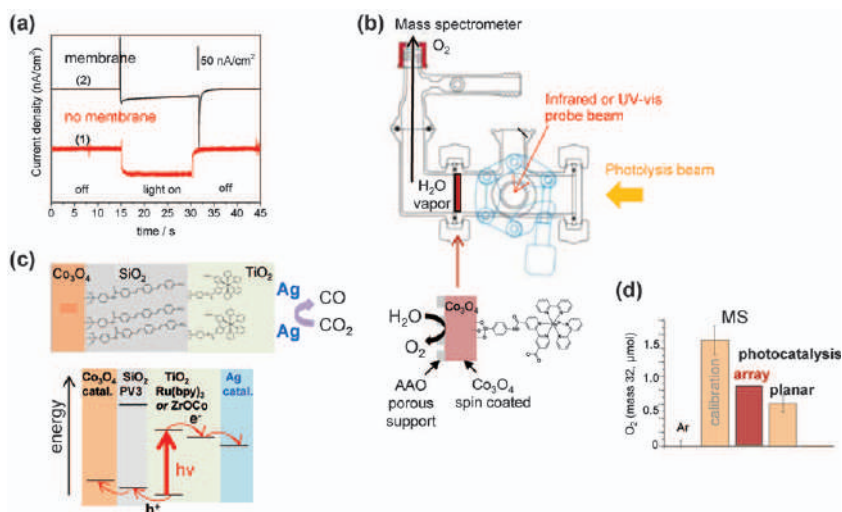 (a)
membrane
50 nA/cm²
(2)
no membrane
(1)
off
light on
off
Current density (nA/cm²)
0
5
10
15
20
25
30
35
40
45
time / s
(b)
Mass spectrometer
O₂
Infrared or UV-vis
probe beam
Photolysis beam
H₂O
vapor
Co₃O₄
H₂O
O₂
AAO
porous
support
Co₃O₄
spin coated
(c)
Co₃O₄
SiO₂
TiO₂
Ag
CO
Ag
CO₂
energy
Co₃O₄
catal.
SiO₂
PV3
TiO₂
Ru(bpy)₂
or ZrOCo
Ag
catal.
e⁻
hν
h⁺
(d)
MS
O₂ (mass 32, μmol)
1.5
1.0
0.5
0
Ar
calibration
photocatalysis
array
planar